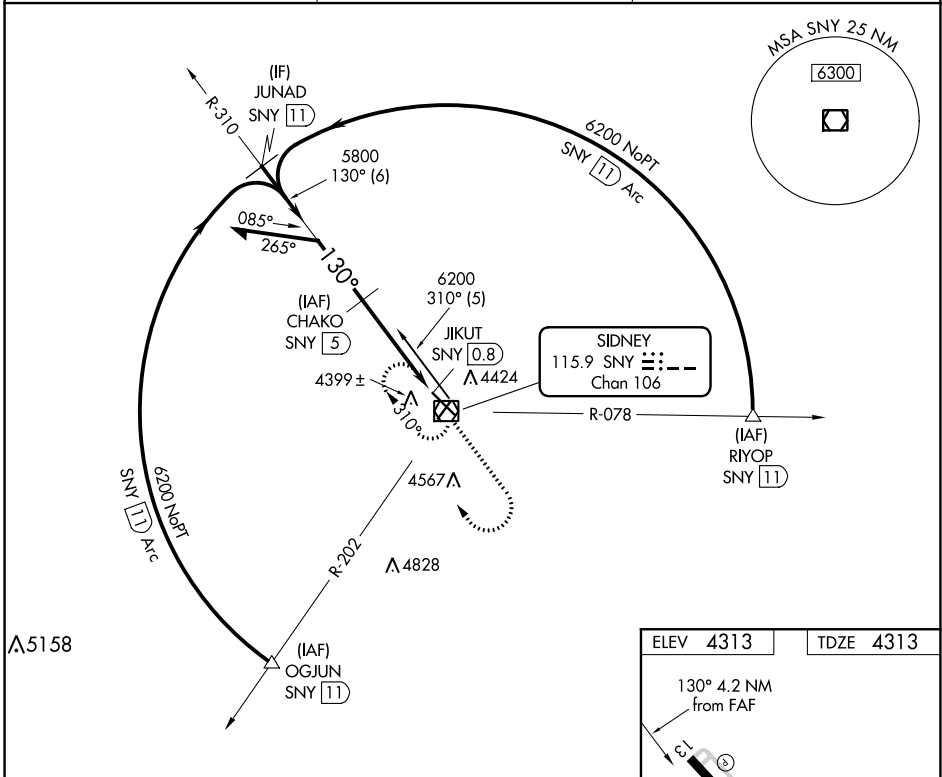 MSA SNY 25 NM
6300
(IF)
JUNAD
SNY 11
R-310
5800
130° (6)
6200 NoPT
SNY 11 Arc
085°
265°
130°
(IAF)
CHAKO
SNY 5
6200
310° (5)
JIKUT
SNY 0.8
4399 ±
4424
310°
SIDNEY
115.9 SNY
Chan 106
R-078
(IAF)
RIYOP
SNY 11
4567
6200 NoPT
SNY 11 Arc
R-202
4828
5158
(IAF)
OGJUN
SNY 11
ELEV 4313
TDZE 4313
130° 4.2 NM
from FAF
13
P